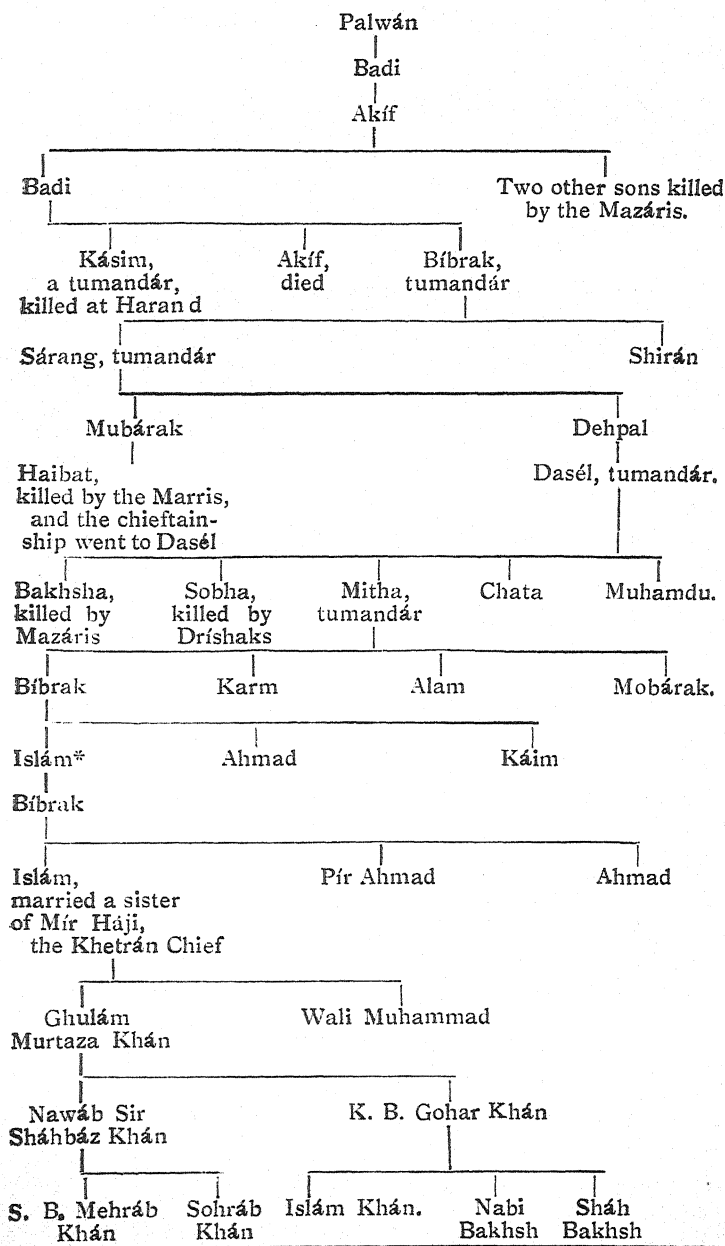 Palwán
Badi
Akíf
Badi
Two other sons killed
by the Mazáris.
Kásim,
a tumandár,
killed at Harand
Akíf,
died
Bíbrak,
tumandár
Sárang, tumandár
Shirán
Mubárak
Dehpal
Haibat,
killed by the Marris,
and the chieftain-
ship went to Dasél
Dasél, tumandár.
Bakhsha,
killed by
Mazáris
Sobha,
killed by
Dríshaks
Mitha,
tumandár
Chata
Muhamdu.
Bíbrak
Karm
Alam
Mobárak.
Islám*
Ahmad
Káim
Bíbrak
Islám,
married a sister
of Mír Háji,
the Khetrán Chief
Pír Ahmad
Ahmad
Ghulám
Murtaza Khán
Wali Muhammad
Nawáb Sir
Sháhbáz Khán
K. B. Gohar Khán
S. B. Mehráb
Khán
Sohráb
Khán
Islám Khán.
Nabi
Bakhsh
Sháh
Bakhsh